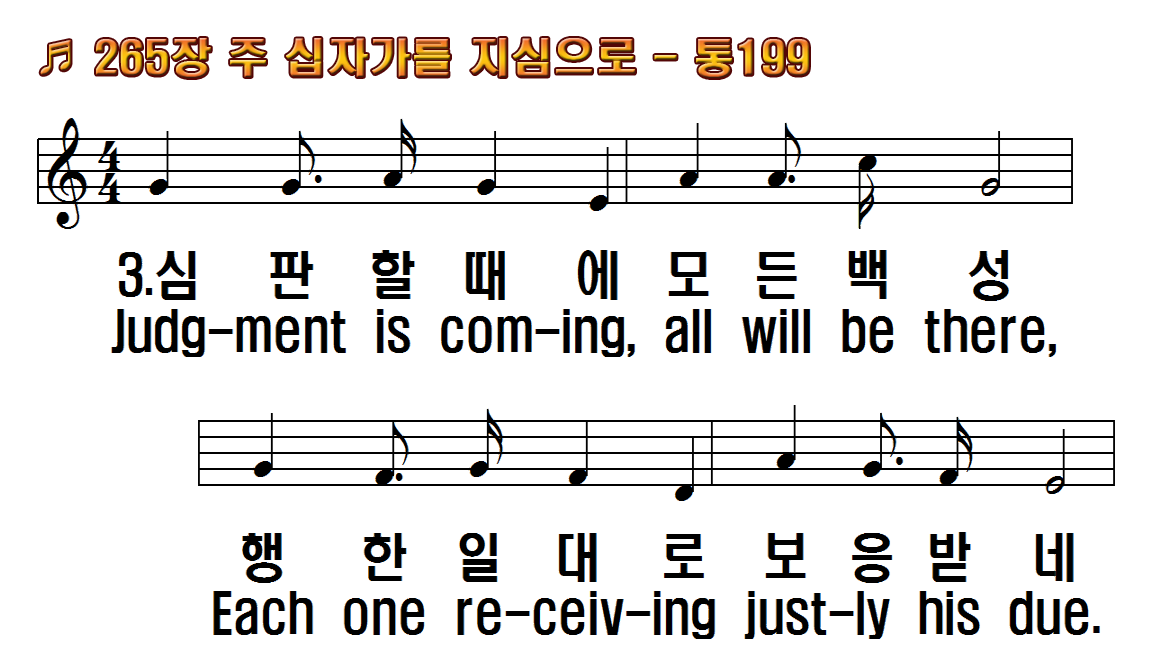 ♬ 265장 주 십자가를 지심으로 - 통199
4
4
3.심 판 할 때 에 모 든 백 성
Judg-ment is com-ing, all will be there,
행 한 일 대 로 보 응 받 네
Each one re-ceiv-ing just-ly his due.